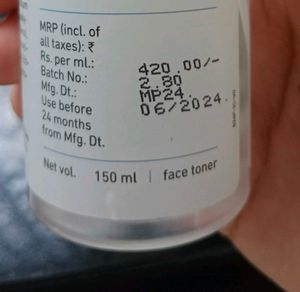 MRP (incl. of
all taxes): ₹ 420.00/-
Rs. per ml.: 2.80
Batch No.: MP24.
Mfg. Dt.: 06/2024.
Use before
24 months
from Mfg. Dt.
Net vol. 150 ml | face toner